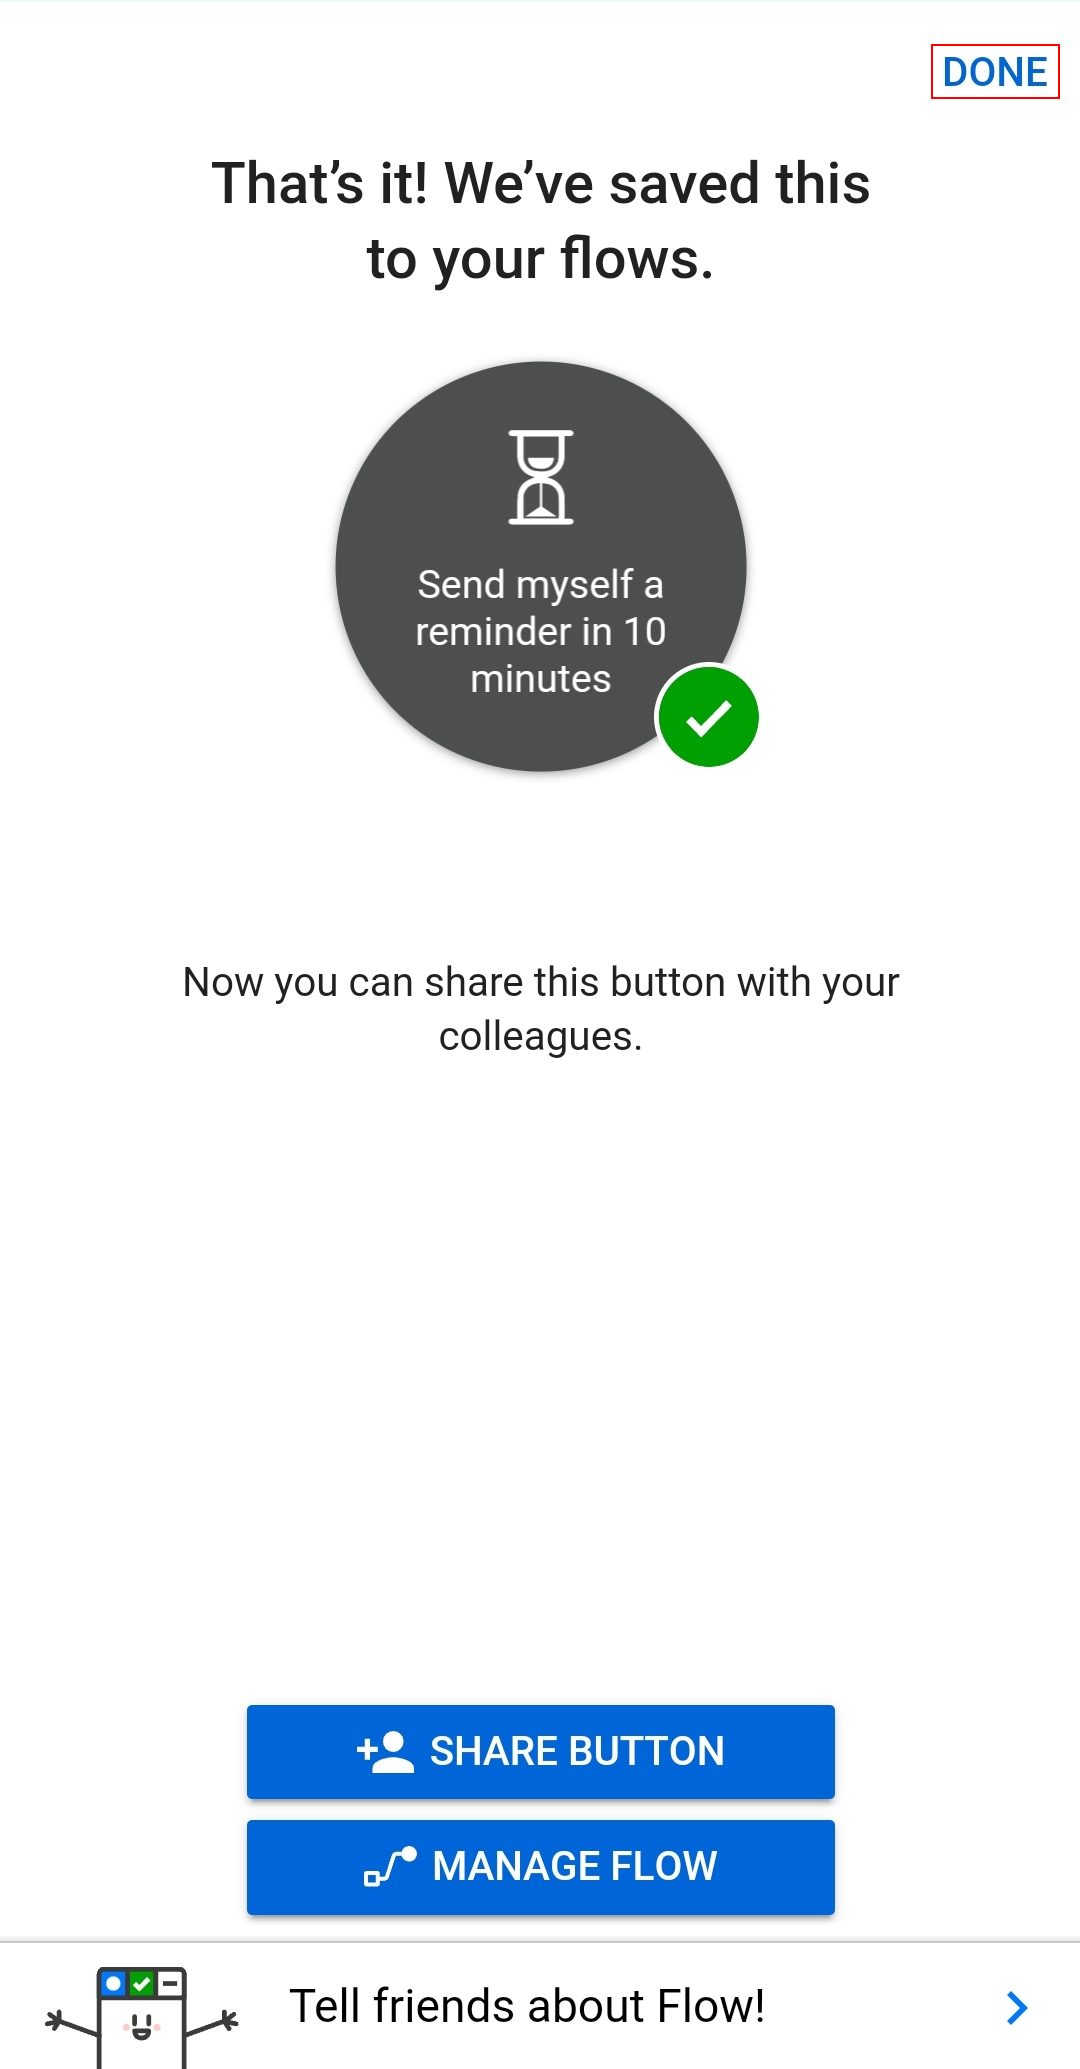 DONE
That’s it! We’ve saved this
to your flows.
Send myself a
reminder in 10
minutes
Now you can share this button with your
colleagues.
SHARE BUTTON
MANAGE FLOW
Tell friends about Flow!